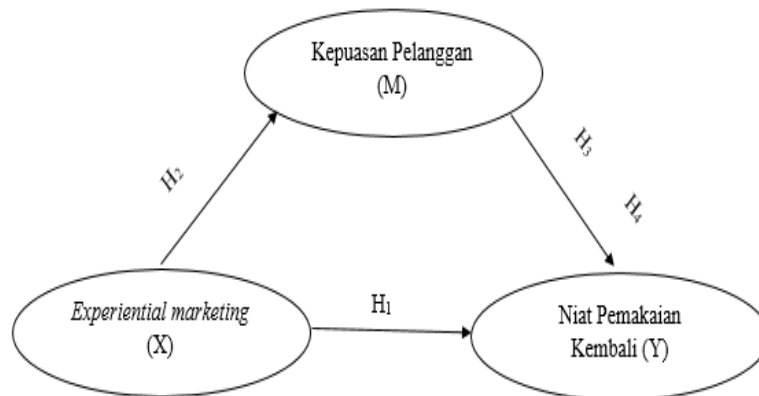 Kepuasan Pelanggan
(M)
H2
H3
H4
Experiential marketing
(X)
H1
Niat Pemakaian
Kembali (Y)